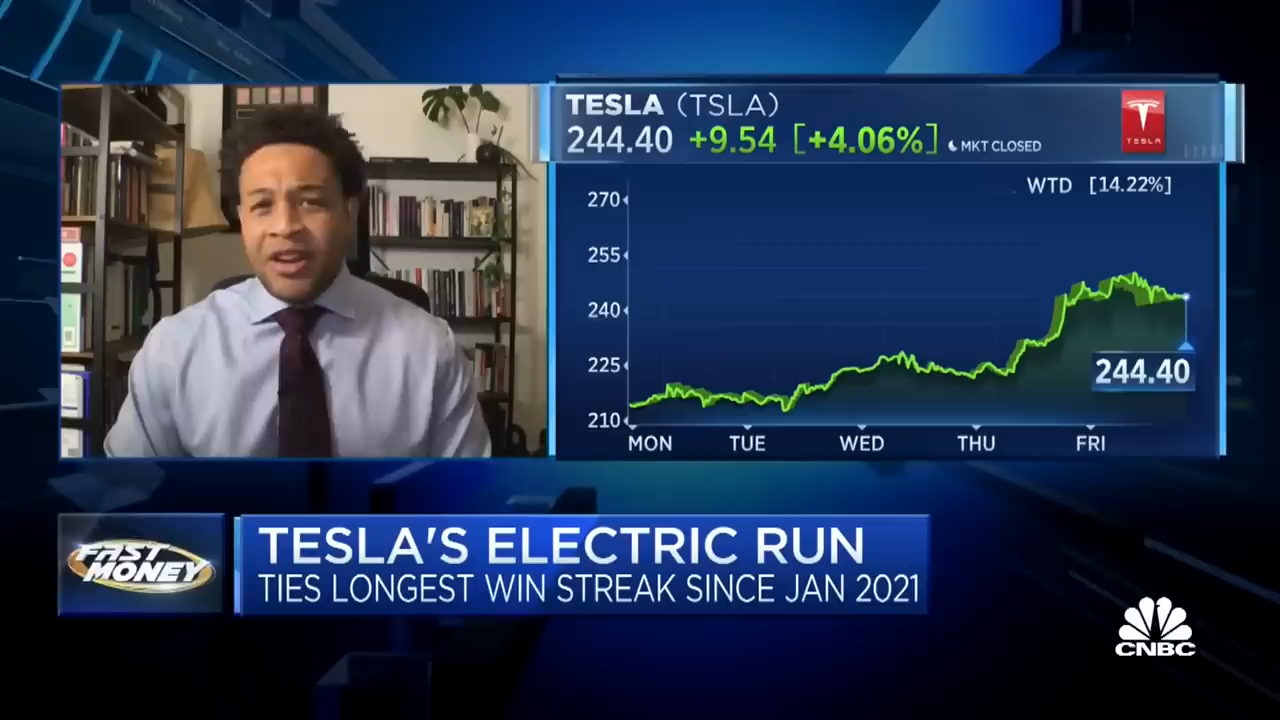 TESLA (TSLA)
244.40 +9.54 [+4.06%] MKT CLOSED
TESLA
WTD [14.22%]
270
255
240
225
210
244.40
MON TUE WED THU FRI
TESLA'S ELECTRIC RUN
TIES LONGEST WIN STREAK SINCE JAN 2021
FAST
MONEY
CNBC